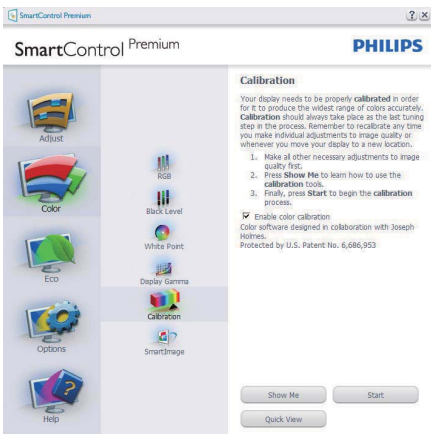 SmartControl Premium
SmartControl Premium
PHILIPS
Adjust
Color
Eco
Options
Help
RGB
Black Level
White Point
Display Gamma
Calibration
SmartImage
Calibration
Your display needs to be properly calibrated in order
for it to produce the widest range of colors accurately.
Calibration should always take place as the last tuning
step in the process. Remember to recalibrate any time
you make individual adjustments to image quality or
whenever you move your display to a new location.
1. Make all other necessary adjustments to image
quality first.
2. Press Show Me to learn how to use the
calibration tools.
3. Finally, press Start to begin the calibration
process.
Enable color calibration
Color software designed in collaboration with Joseph
Holmes.
Protected by U.S. Patent No. 6,686,953
Show Me
Start
Quick View